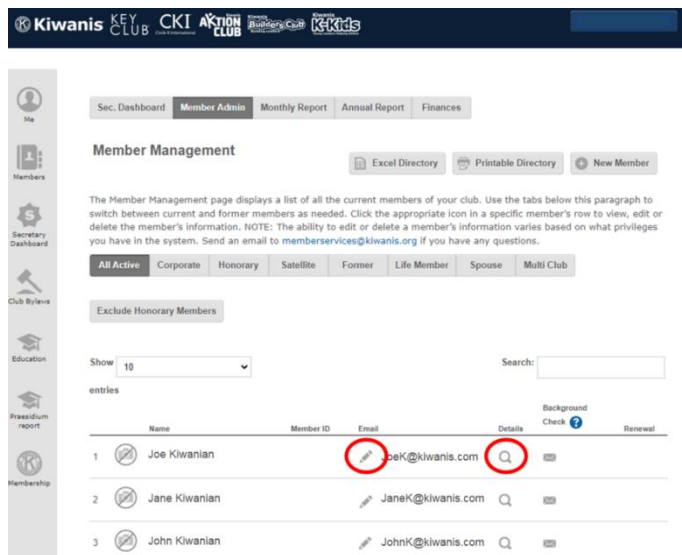 Kiwanis KEY CLUB CKI AKTION CLUB Builders Club K-Kids
Me
Members
Secretary
Dashboard
Club Bylaws
Education
Praesidium
report
Membership
Sec. Dashboard Member Admin Monthly Report Annual Report Finances
Member Management
Excel Directory Printable Directory New Member
The Member Management page displays a list of all the current members of your club. Use the tabs below this paragraph to
switch between current and former members as needed. Click the appropriate icon in a specific member's row to view, edit or
delete the member's information. NOTE: The ability to edit or delete a member's information varies based on what privileges
you have in the system. Send an email to memberservices@kiwanis.org if you have any questions.
All Active Corporate Honorary Satellite Former Life Member Spouse Multi Club
Exclude Honorary Members
Show 10 Search:
entries
Name Member ID Email Details Background Check ? Renewal
1 Joe Kiwanian JoeK@kiwanis.com
2 Jane Kiwanian JaneK@kiwanis.com
3 John Kiwanian JohnK@kiwanis.com